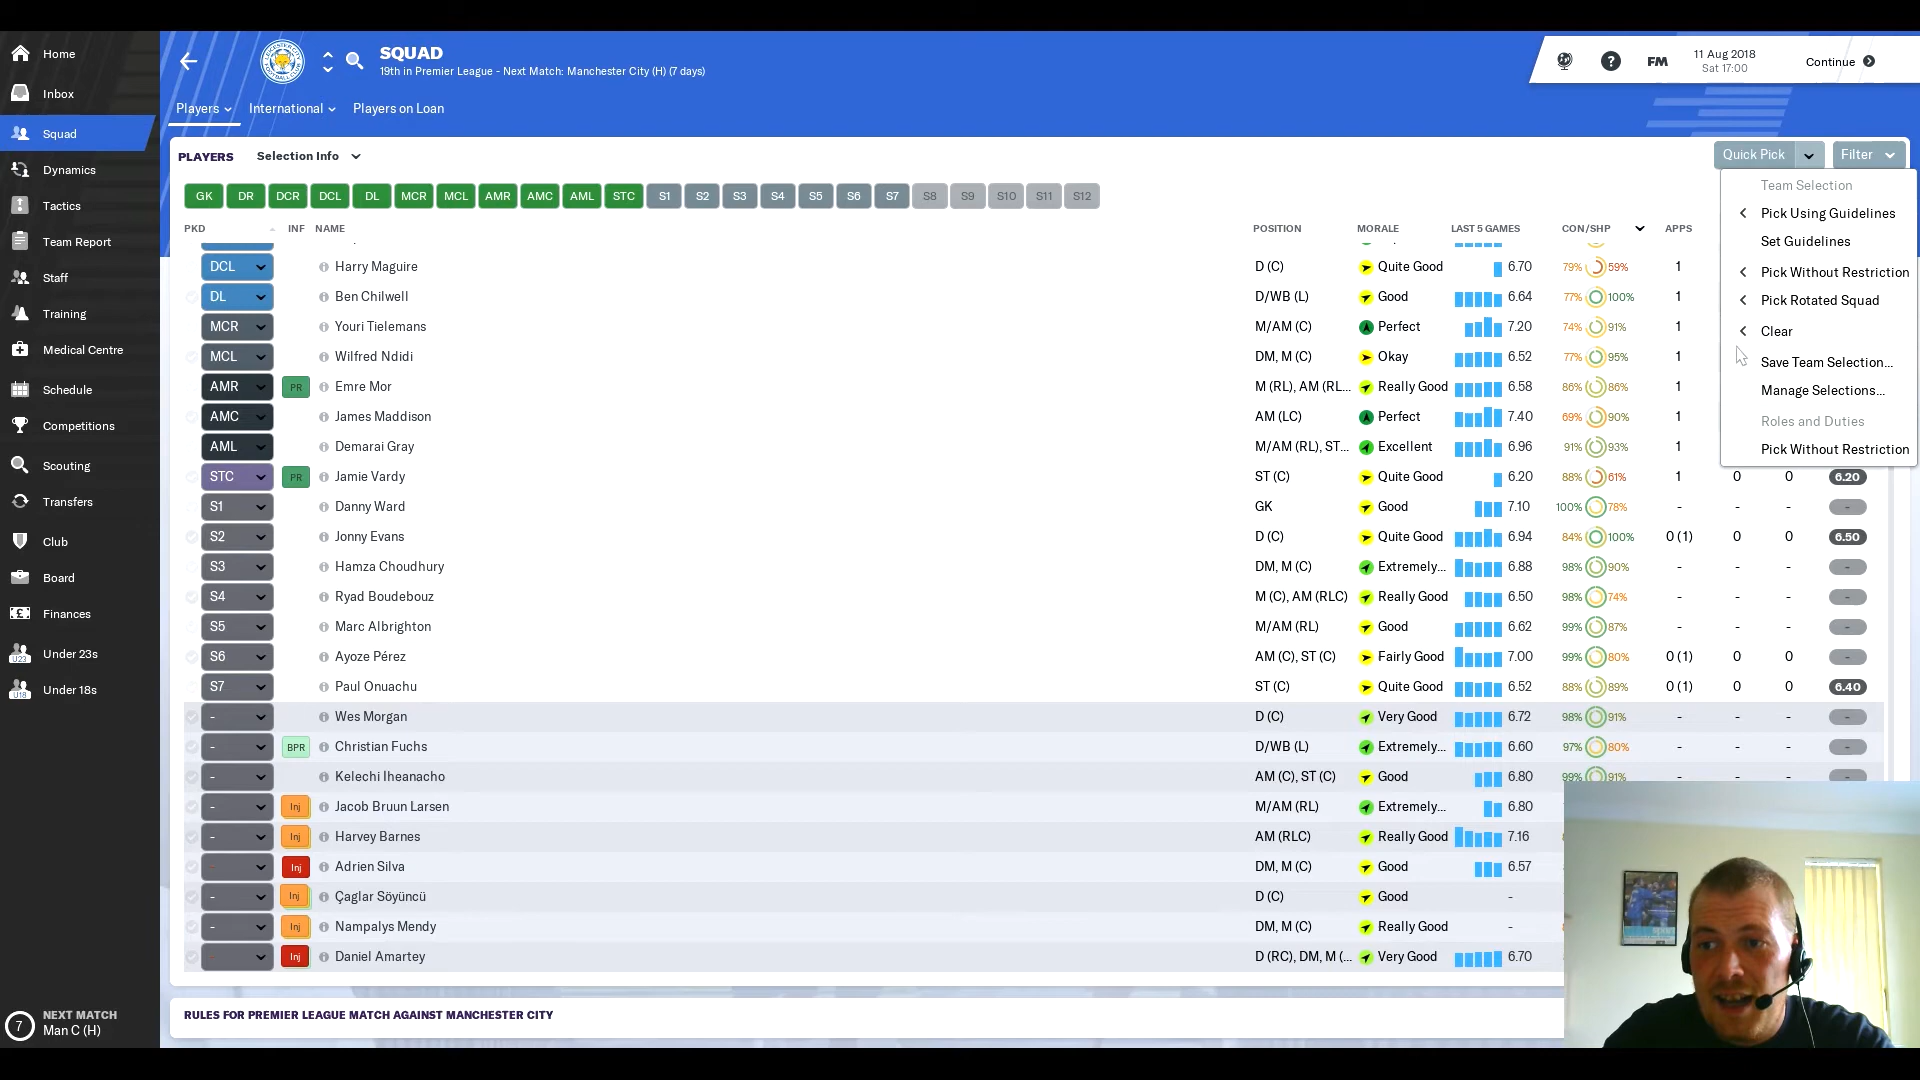 Home
Inbox
Squad
Dynamics
Tactics
Team Report
Staff
Training
Medical Centre
Schedule
Competitions
Scouting
Transfers
Club
Board
Finances
U23 Under 23s
U18 Under 18s
7 NEXT MATCH
Man C (H)
SQUAD
19th in Premier League - Next Match: Manchester City (H) (7 days)
? FM 11 Aug 2018
Sat 17:00
Continue
Players International Players on Loan
PLAYERS Selection Info Quick Pick Filter
GK DR DCR DCL DL MCR MCL AMR AMC AML STC S1 S2 S3 S4 S5 S6 S7 S8 S9 S10 S11 S12
Team Selection
Pick Using Guidelines
Set Guidelines
Pick Without Restriction
Pick Rotated Squad
Clear
Save Team Selection...
Manage Selections...
Roles and Duties
Pick Without Restriction
PKD INF NAME POSITION MORALE LAST 5 GAMES CON/SHP APPS
DCL Harry Maguire D (C) Quite Good 6.70 79% 59% 1
DL Ben Chilwell D/WB (L) Good 6.64 77% 100% 1
MCR Youri Tielemans M/AM (C) Perfect 7.20 74% 91% 1
MCL Wilfred Ndidi DM, M (C) Okay 6.52 77% 95% 1
AMR PR Emre Mor M (RL), AM (RL... Really Good 6.58 86% 86% 1
AMC James Maddison AM (LC) Perfect 7.40 69% 90% 1
AML Demarai Gray M/AM (RL), ST... Excellent 6.96 91% 93% 1
STC PR Jamie Vardy ST (C) Quite Good 6.20 88% 61% 1 0 0 6.20
S1 Danny Ward GK Good 7.10 100% 78% - - - -
S2 Jonny Evans D (C) Quite Good 6.94 84% 100% 0 (1) 0 0 6.50
S3 Hamza Choudhury DM, M (C) Extremely... 6.88 98% 90% - - - -
S4 Ryad Boudebouz M (C), AM (RLC) Really Good 6.50 98% 74% - - - -
S5 Marc Albrighton M/AM (RL) Good 6.62 99% 87% - - - -
S6 Ayoze Pérez AM (C), ST (C) Fairly Good 7.00 99% 80% 0 (1) 0 0 -
S7 Paul Onuachu ST (C) Quite Good 6.52 88% 89% 0 (1) 0 0 6.40
- Wes Morgan D (C) Very Good 6.72 98% 91% - - - -
- BPR Christian Fuchs D/WB (L) Extremely... 6.60 97% 80% - - - -
- Kelechi Iheanacho AM (C), ST (C) Good 6.80 99% 91% - - - -
- Inj Jacob Bruun Larsen M/AM (RL) Extremely... 6.80
- Inj Harvey Barnes AM (RLC) Really Good 7.16
- Inj Adrien Silva DM, M (C) Good 6.57
- Inj Çaglar Söyüncü D (C) Good -
- Inj Nampalys Mendy DM, M (C) Really Good -
- Inj Daniel Amartey D (RC), DM, M (... Very Good 6.70
RULES FOR PREMIER LEAGUE MATCH AGAINST MANCHESTER CITY